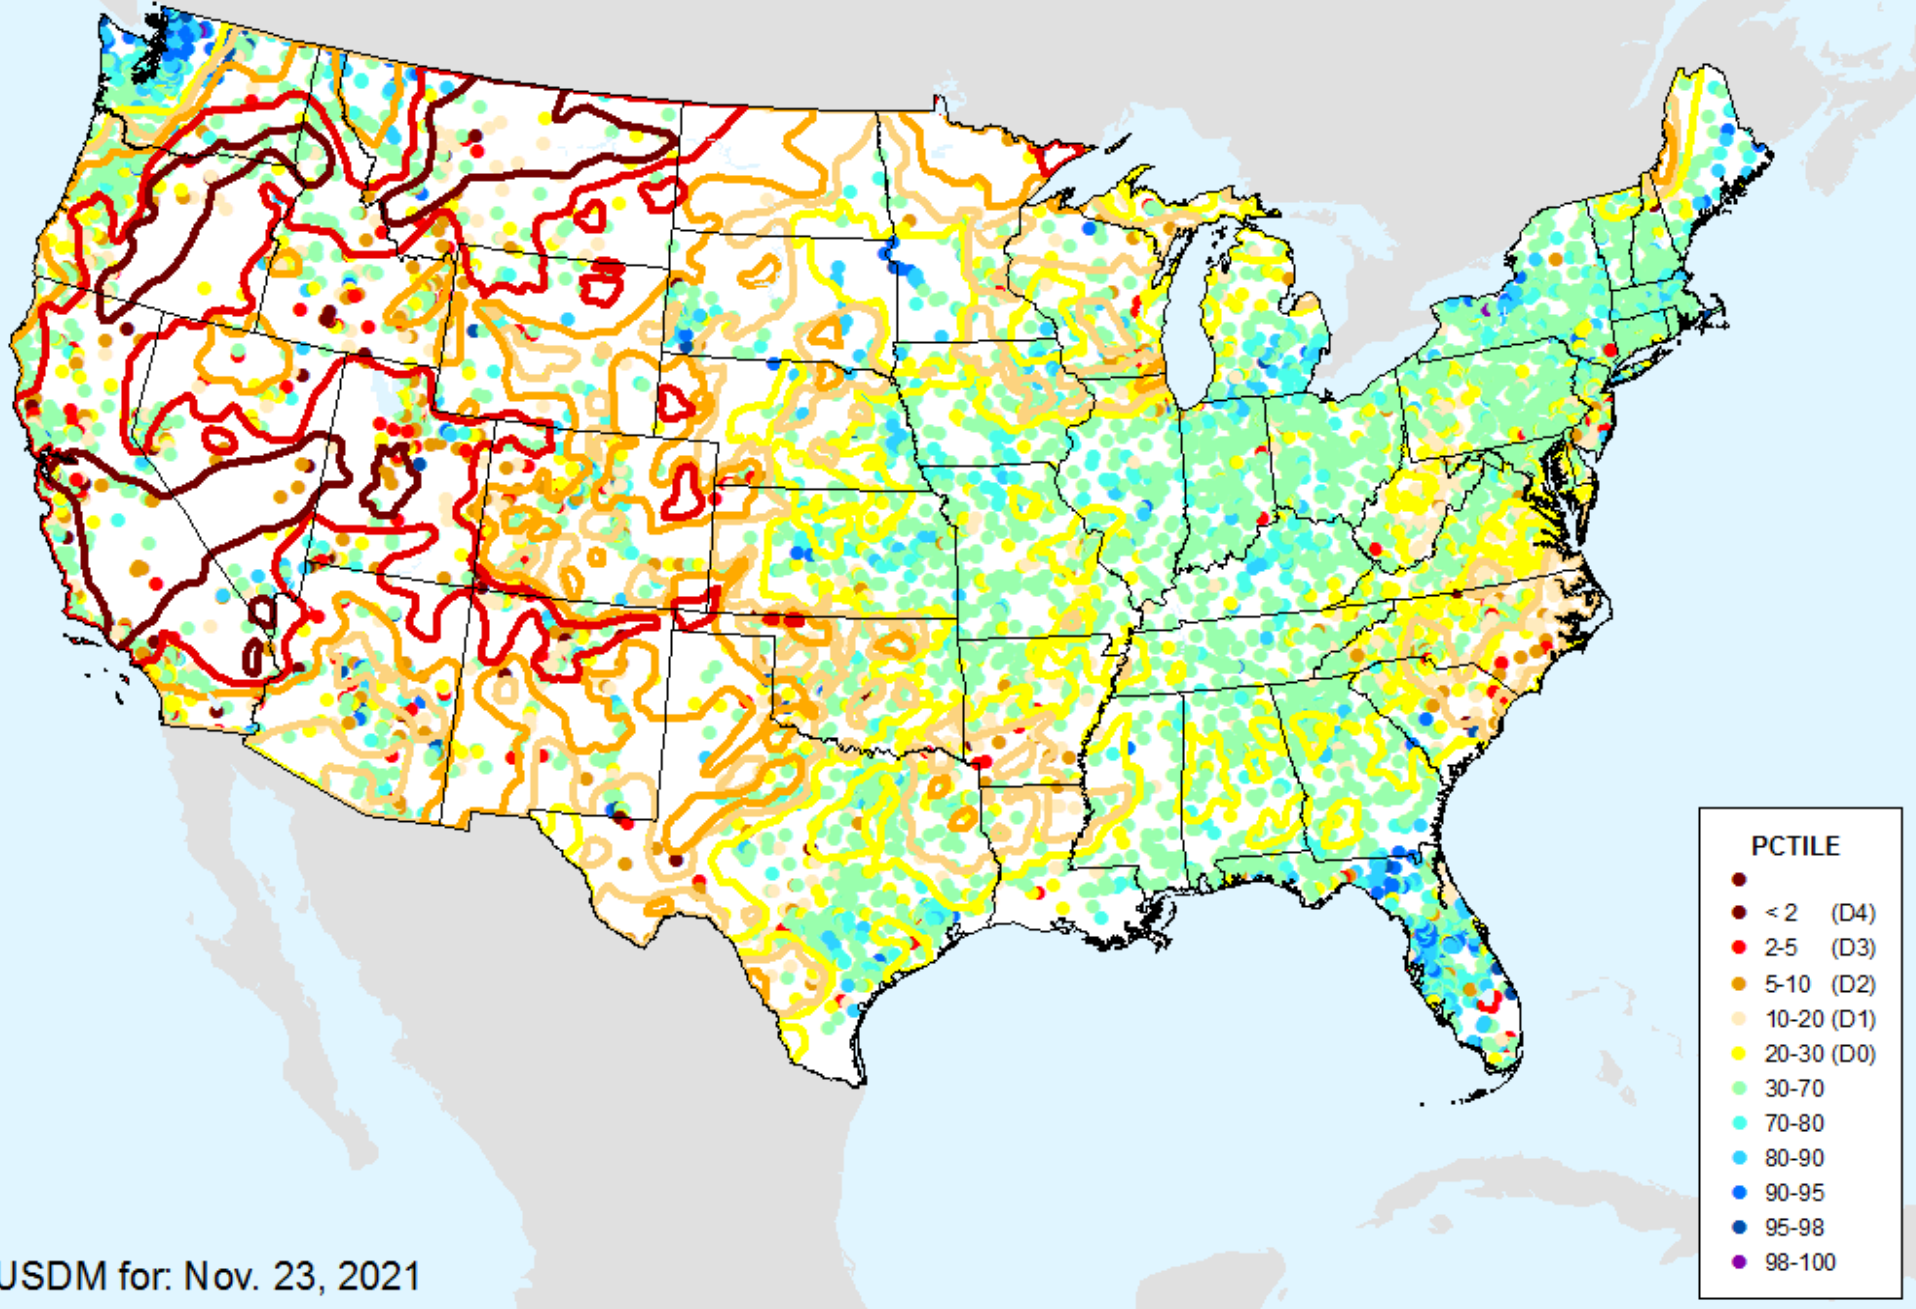 PCTILE
< 2 (D4)
2-5 (D3)
5-10 (D2)
10-20 (D1)
20-30 (D0)
30-70
70-80
80-90
90-95
95-98
98-100
USDM for: Nov. 23, 2021